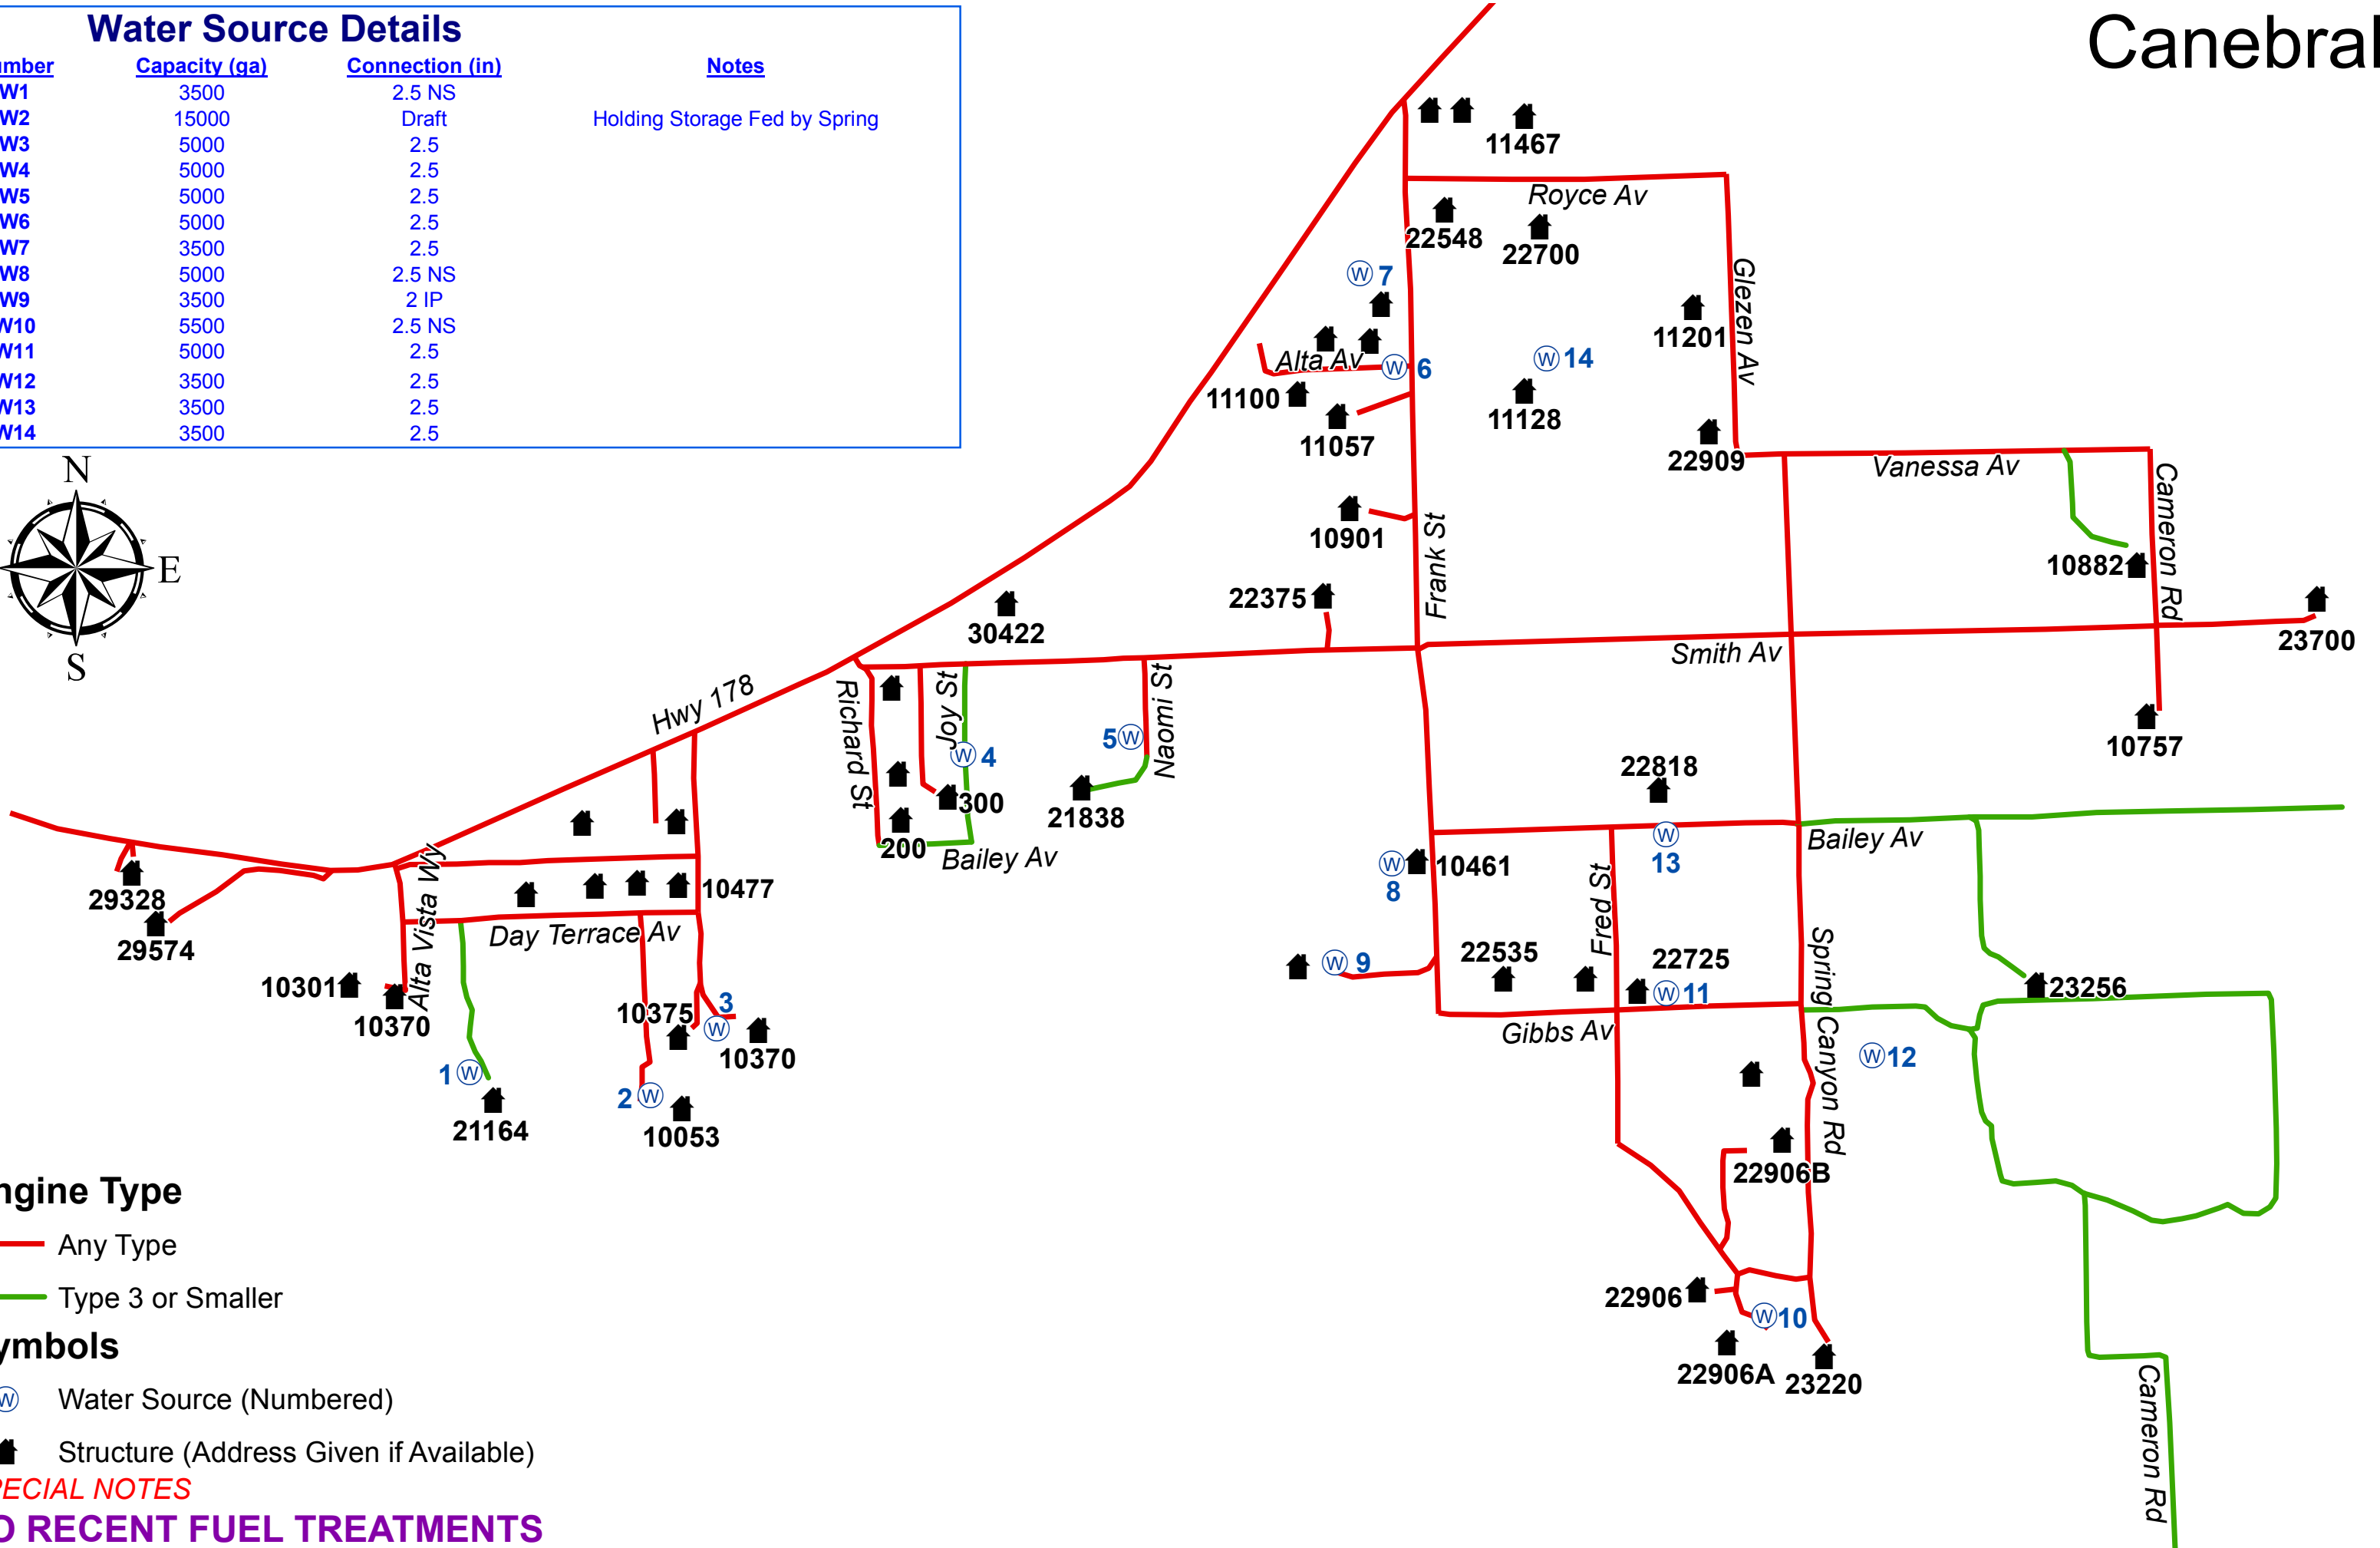 Canebral
Water Source Details
mber Capacity (ga) Connection (in) Notes
W1 3500 2.5 NS
W2 15000 Draft Holding Storage Fed by Spring
W3 5000 2.5
W4 5000 2.5
W5 5000 2.5
W6 5000 2.5
W7 3500 2.5
W8 5000 2.5 NS
W9 3500 2 IP
W10 5500 2.5 NS
W11 5000 2.5
W12 3500 2.5
W13 3500 2.5
W14 3500 2.5
N
E
S
11467
Royce Av
22548
22700
W 7
Glezen Av
11201
Alta Av
W 6
W 14
11100
11128
11057
22909
Vanessa Av
Cameron Rd
10901
Frank St
10882
22375
30422
23700
Smith Av
Hwy 178
Richard St
Joy St
Naomi St
W 4
5 W
10757
22818
300
21838
200
Bailey Av
W
13
Bailey Av
29328
Alta Vista Wy
10477
W
8
10461
Fred St
29574
Day Terrace Av
22535
22725
Spring Canyon Rd
W 9
10301
10370
10375
3
W
10370
W 11
23256
Gibbs Av
1 W
W 12
2 W
21164
10053
22906B
ngine Type
Any Type
Type 3 or Smaller
22906
W 10
ymbols
22906A
23220
W Water Source (Numbered)
Cameron Rd
Structure (Address Given if Available)
PECIAL NOTES
O RECENT FUEL TREATMENTS